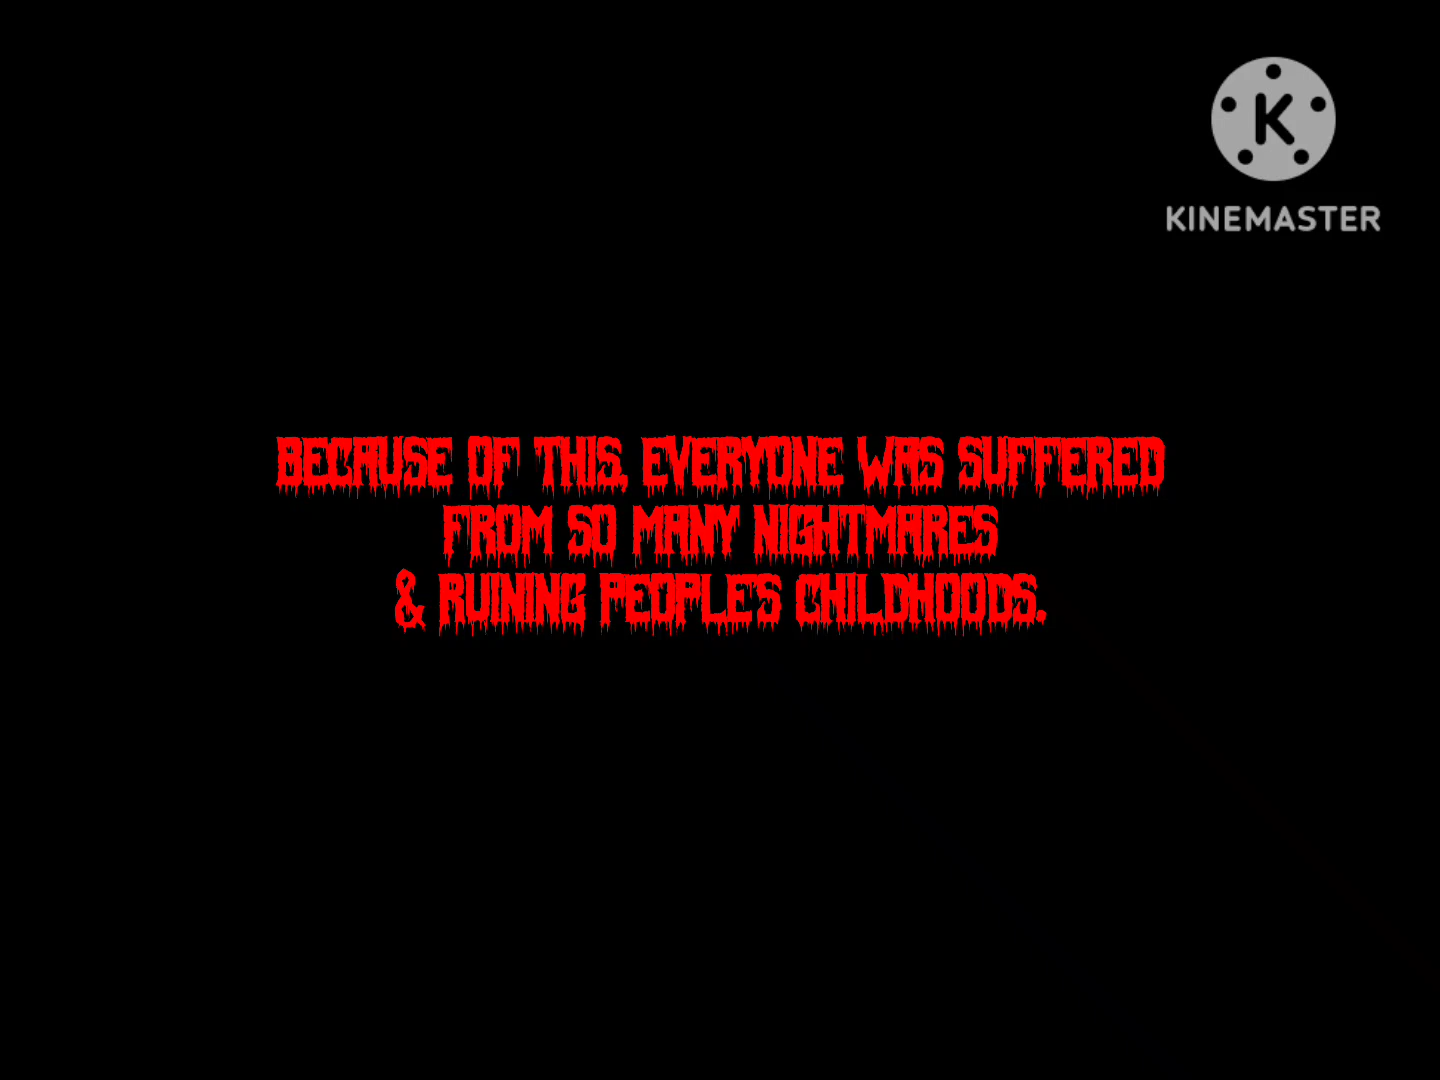 KINEMASTER
BECAUSE OF THIS, EVERYONE WAS SUFFERED
FROM SO MANY NIGHTMARES
& RUINING PEOPLE'S CHILDHOODS.